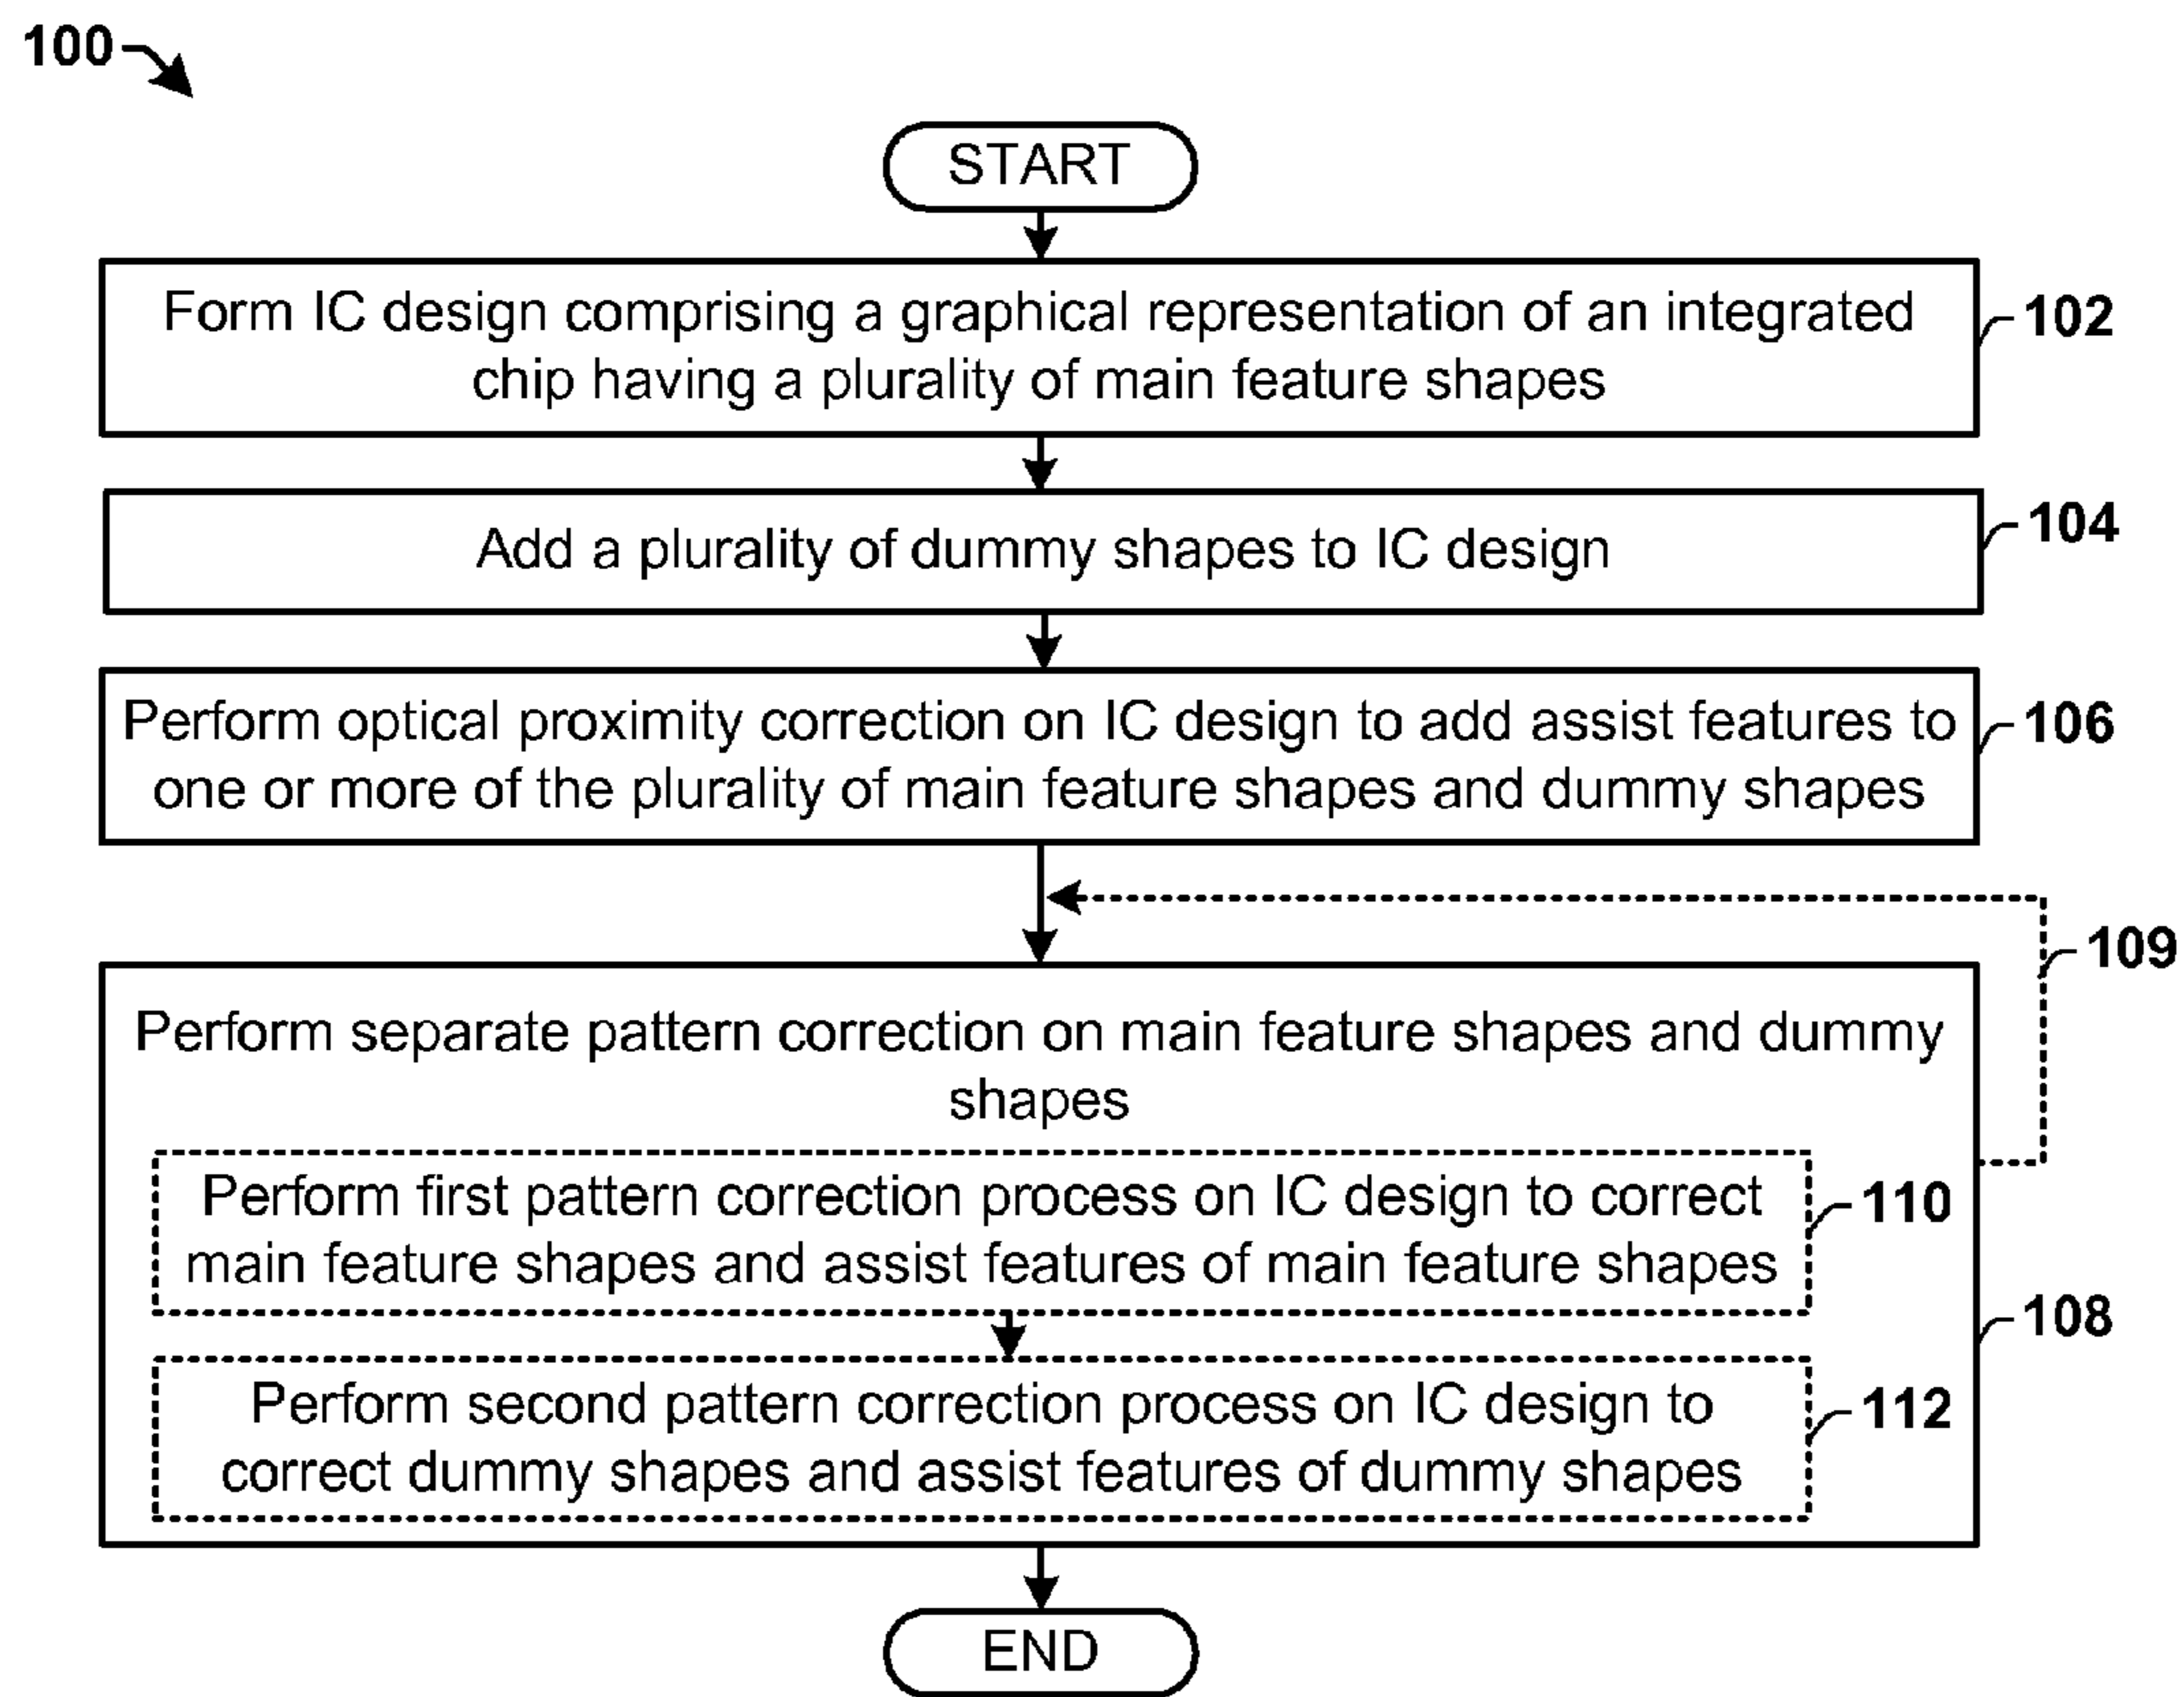 100
START
Form IC design comprising a graphical representation of an integrated
chip having a plurality of main feature shapes
102
Add a plurality of dummy shapes to IC design
104
Perform optical proximity correction on IC design to add assist features to
one or more of the plurality of main feature shapes and dummy shapes
106
109
Perform separate pattern correction on main feature shapes and dummy
shapes
Perform first pattern correction process on IC design to correct
main feature shapes and assist features of main feature shapes
110
108
Perform second pattern correction process on IC design to
correct dummy shapes and assist features of dummy shapes
112
END